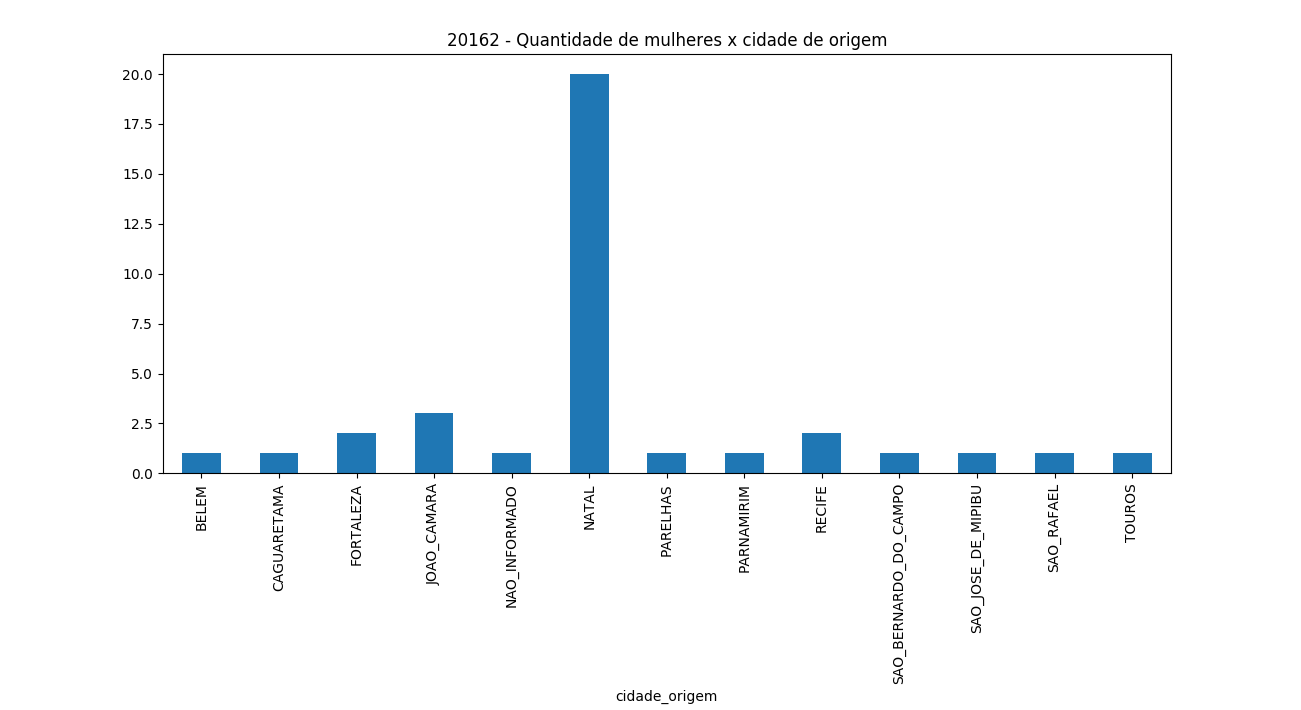 20162 - Quantidade de mulheres x cidade de origem
20.0
17.5
15.0
12.5
10.0
7.5
5.0
2.5
0.0
BELEM
CAGUARETAMA
FORTALEZA
JOAO_CAMARA
NAO_INFORMADO
NATAL
PARELHAS
PARNAMIRIM
RECIFE
SAO_BERNARDO_DO_CAMPO
SAO_JOSE_DE_MIPIBU
SAO_RAFAEL
TOUROS
cidade_origem